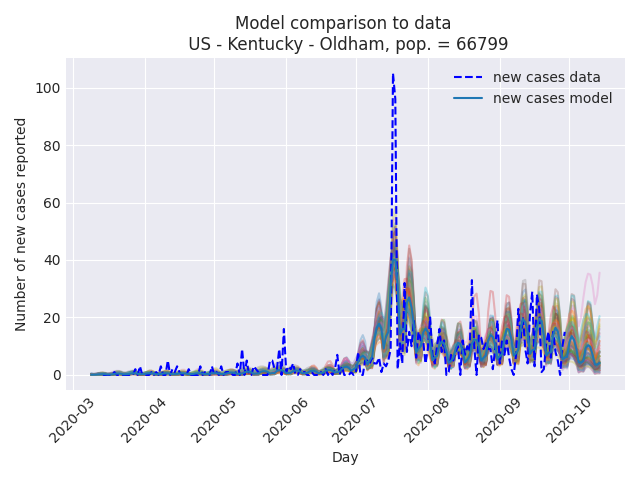 Model comparison to data
US - Kentucky - Oldham, pop. = 66799
new cases data
new cases model
Number of new cases reported
100
80
60
40
20
0
2020-03
2020-04
2020-05
2020-06
2020-07
2020-08
2020-09
2020-10
Day